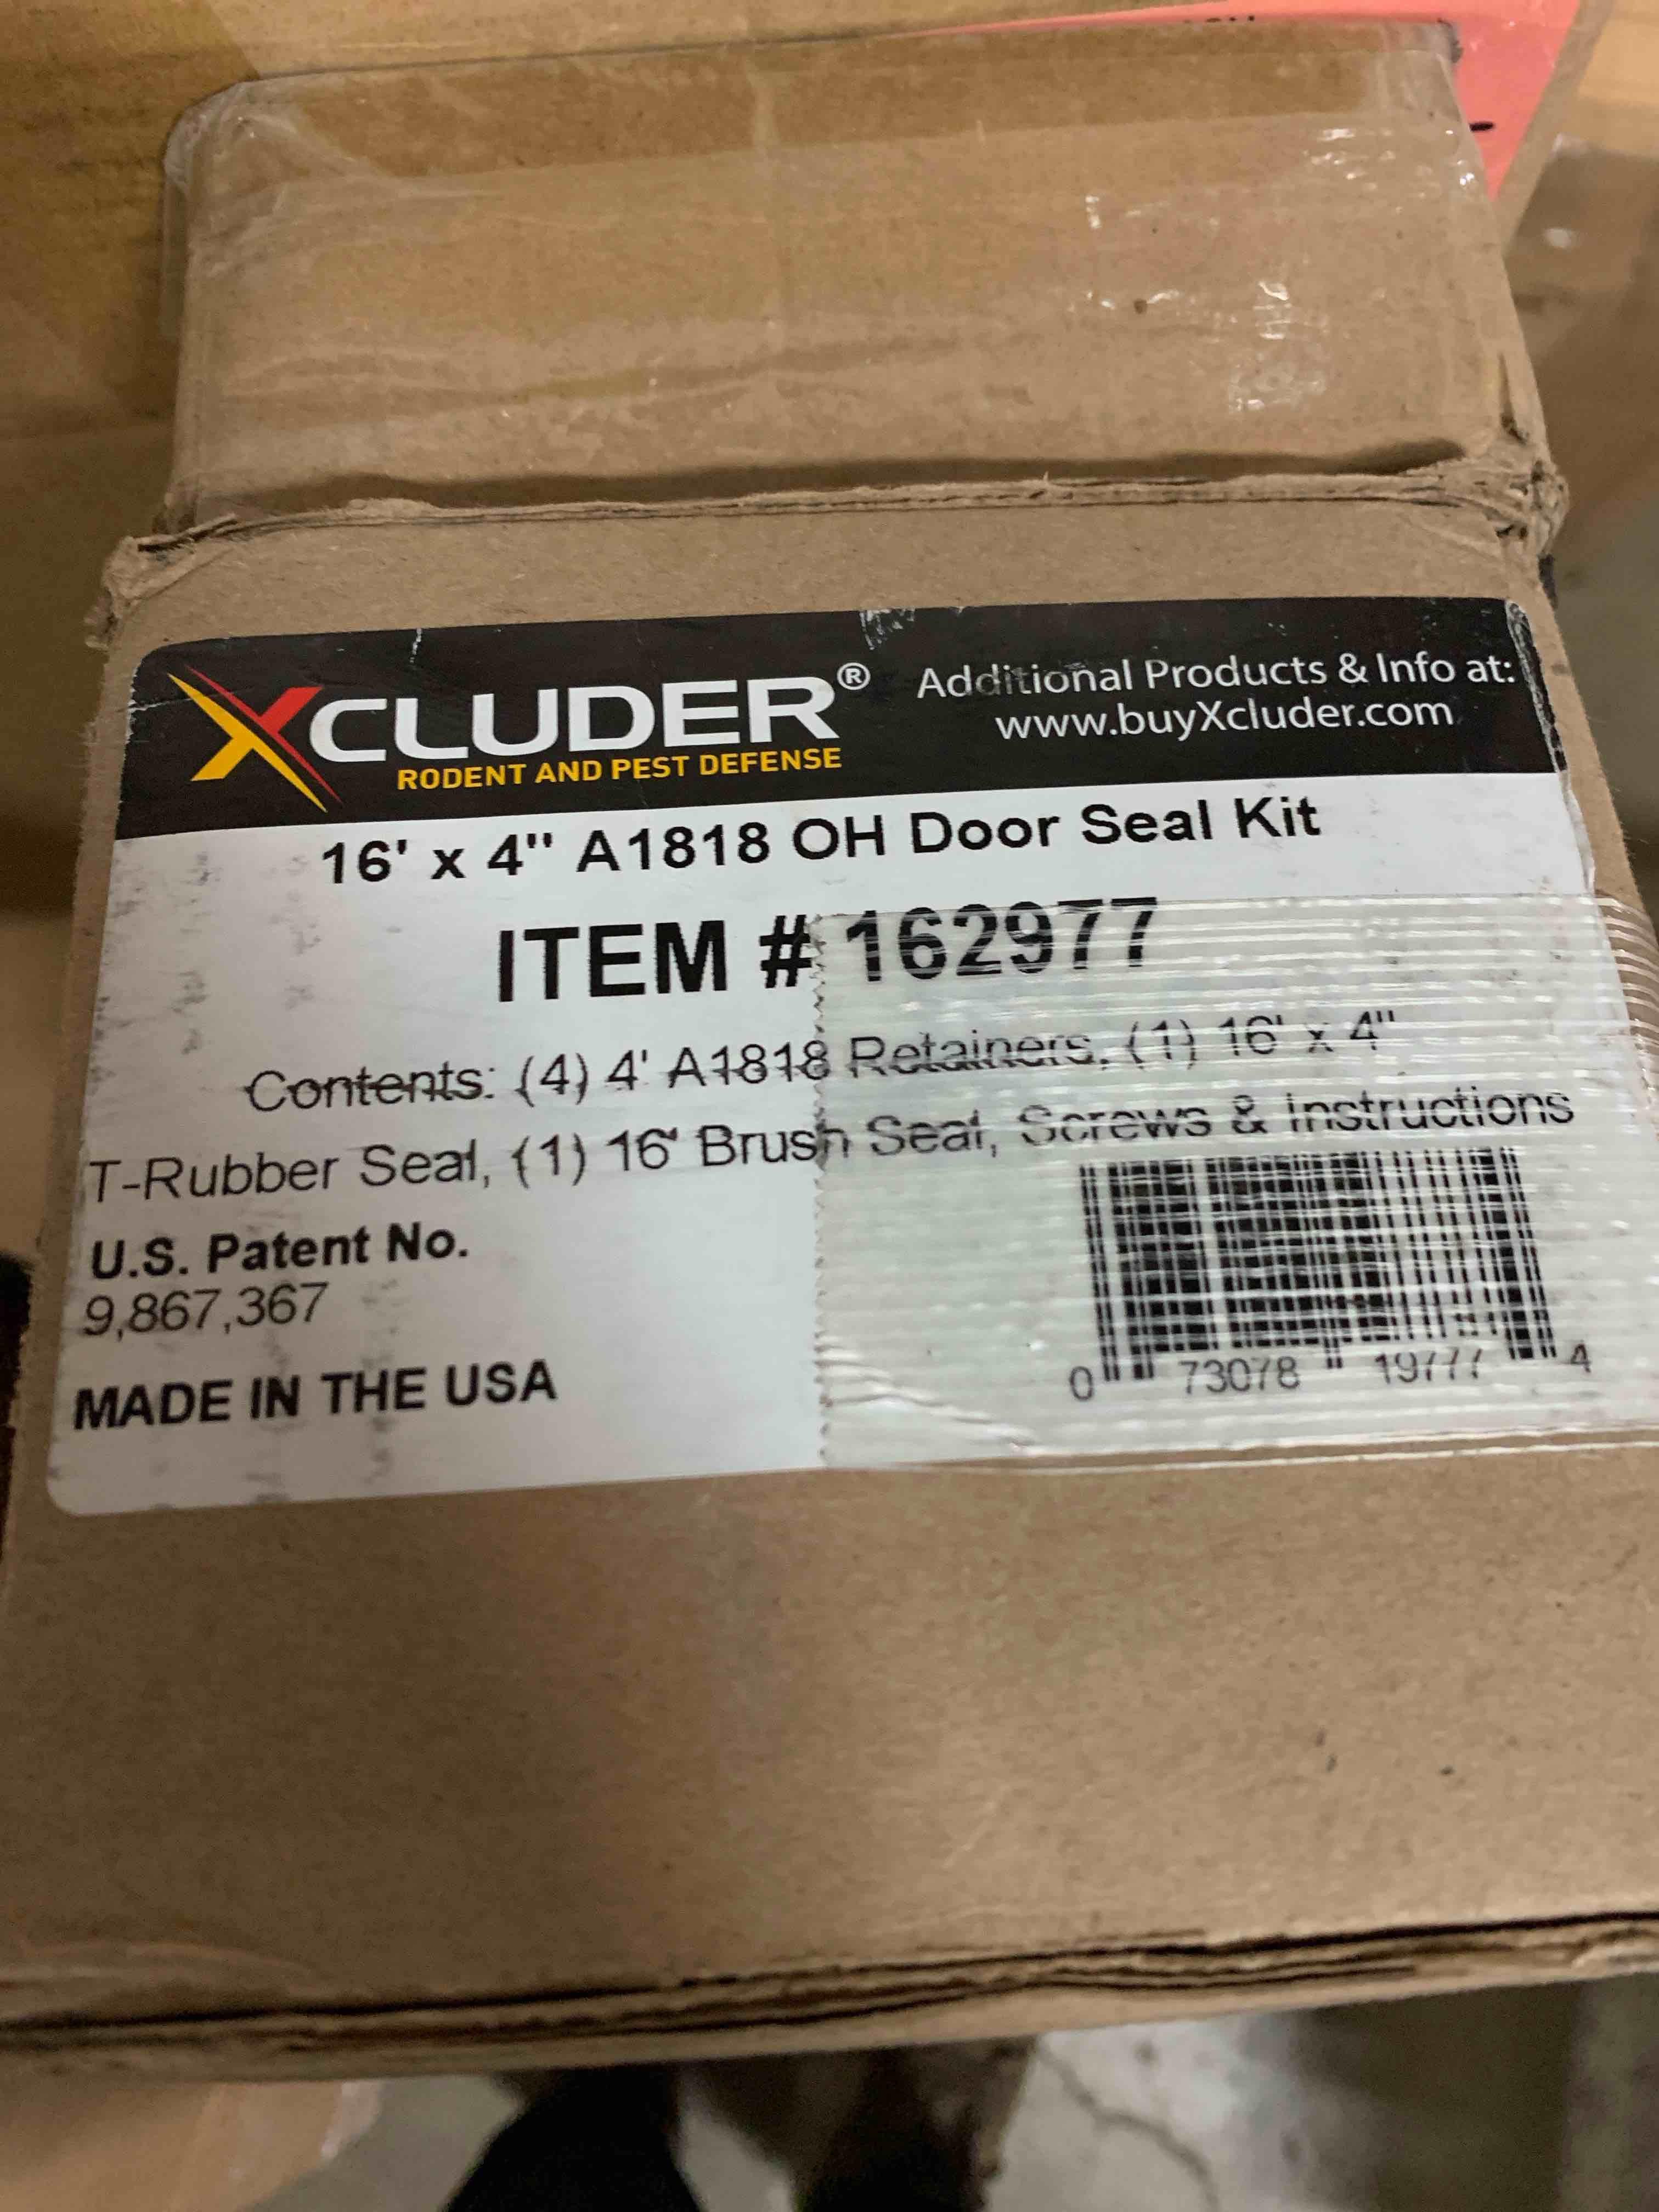 XCLUDER®
RODENT AND PEST DEFENSE
Additional Products & Info at:
www.buyXcluder.com
16' x 4" A1818 OH Door Seal Kit
ITEM # 162977
Contents: (4) 4' A1818 Retainers, (1) 16' x 4"
T-Rubber Seal, (1) 16' Brush Seal, Screws & Instructions
U.S. Patent No.
9,867,367
MADE IN THE USA
0 73078 19777 4